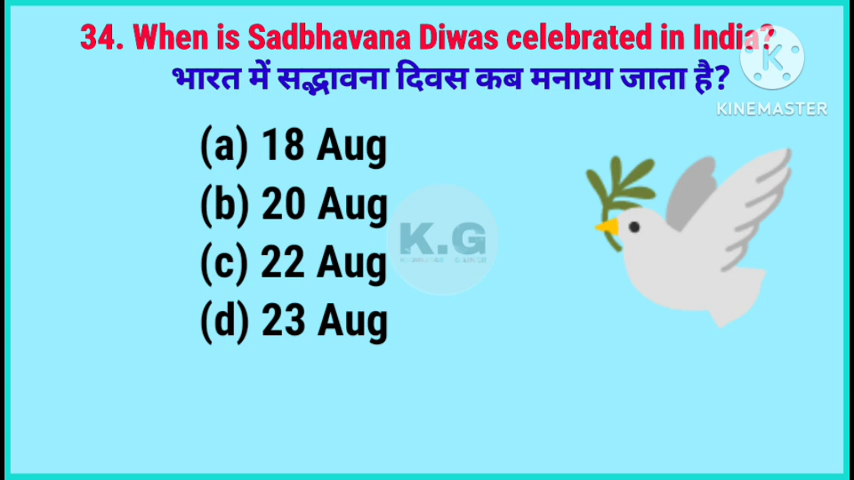 34. When is Sadbhavana Diwas celebrated in India?
भारत में सद्भावना दिवस कब मनाया जाता है?
K
KINEMASTER
(a) 18 Aug
(b) 20 Aug
K.G
(c) 22 Aug
(d) 23 Aug